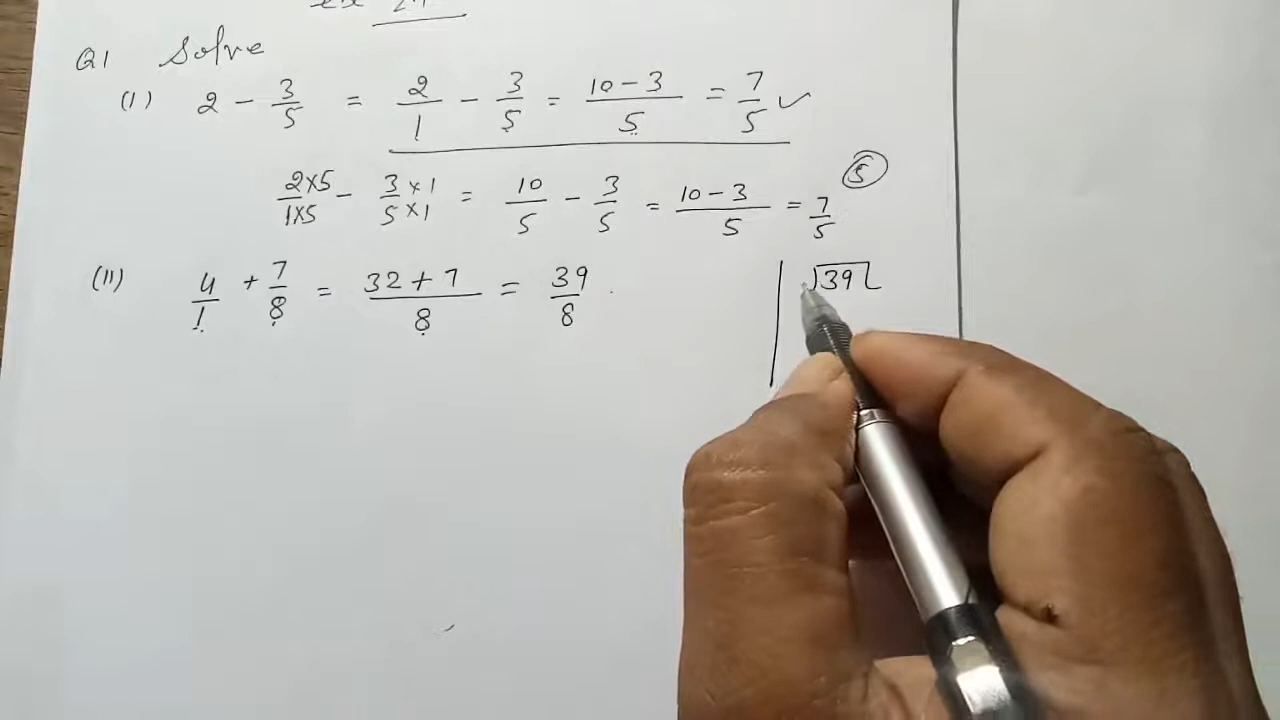 Q1 Solve
(I) 2 - 3/5 = 2/1 - 3/5 = 10-3/5 = 7/5 ✓
2×5/1×5 - 3×1/5×1 = 10/5 - 3/5 = 10-3/5 = 7/5 (5)
(II) 4/1 + 7/8 = 32+7/8 = 39/8 )39(